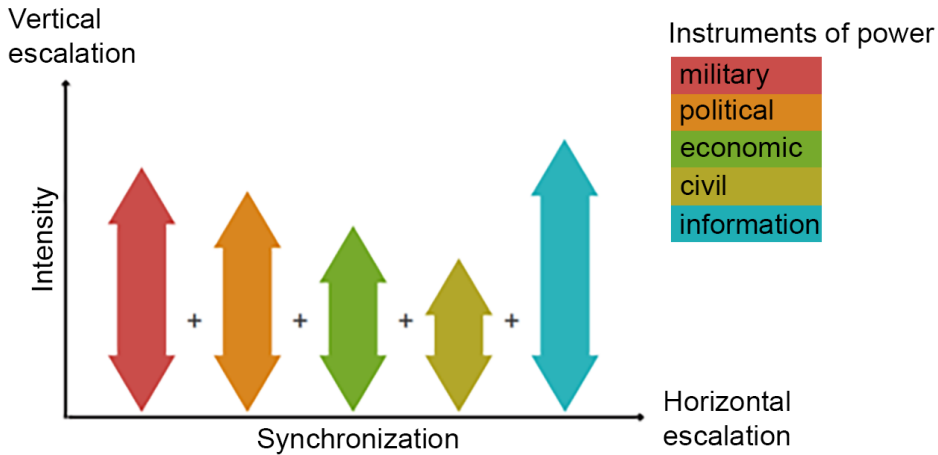 Vertical
escalation
Instruments of power
military
political
economic
civil
information
Intensity
+ + + +
Horizontal
escalation
Synchronization